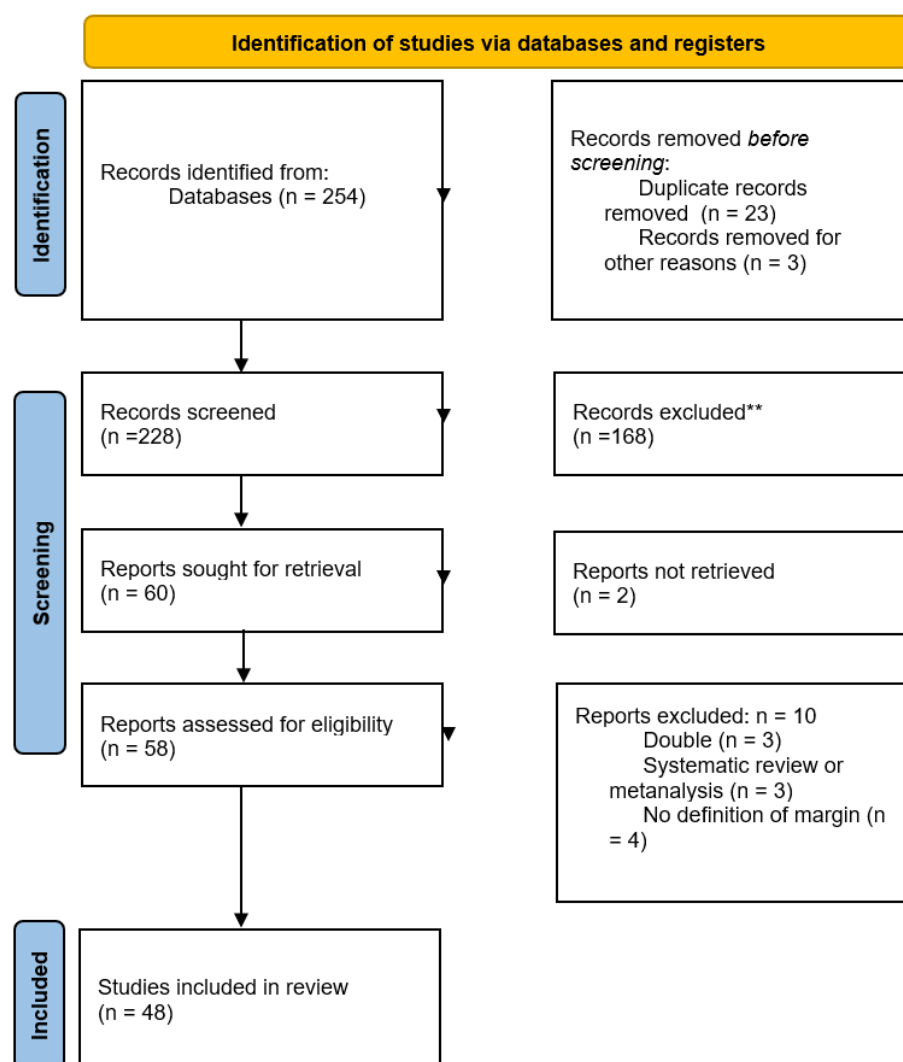 Identification of studies via databases and registers
Identification
Records identified from:
Databases (n = 254)
Records removed before
screening:
Duplicate records
removed (n = 23)
Records removed for
other reasons (n = 3)
Screening
Records screened
(n =228)
Records excluded**
(n =168)
Reports sought for retrieval
(n = 60)
Reports not retrieved
(n = 2)
Reports assessed for eligibility
(n = 58)
Reports excluded: n = 10
Double (n = 3)
Systematic review or
metanalysis (n = 3)
No definition of margin (n
= 4)
Included
Studies included in review
(n = 48)